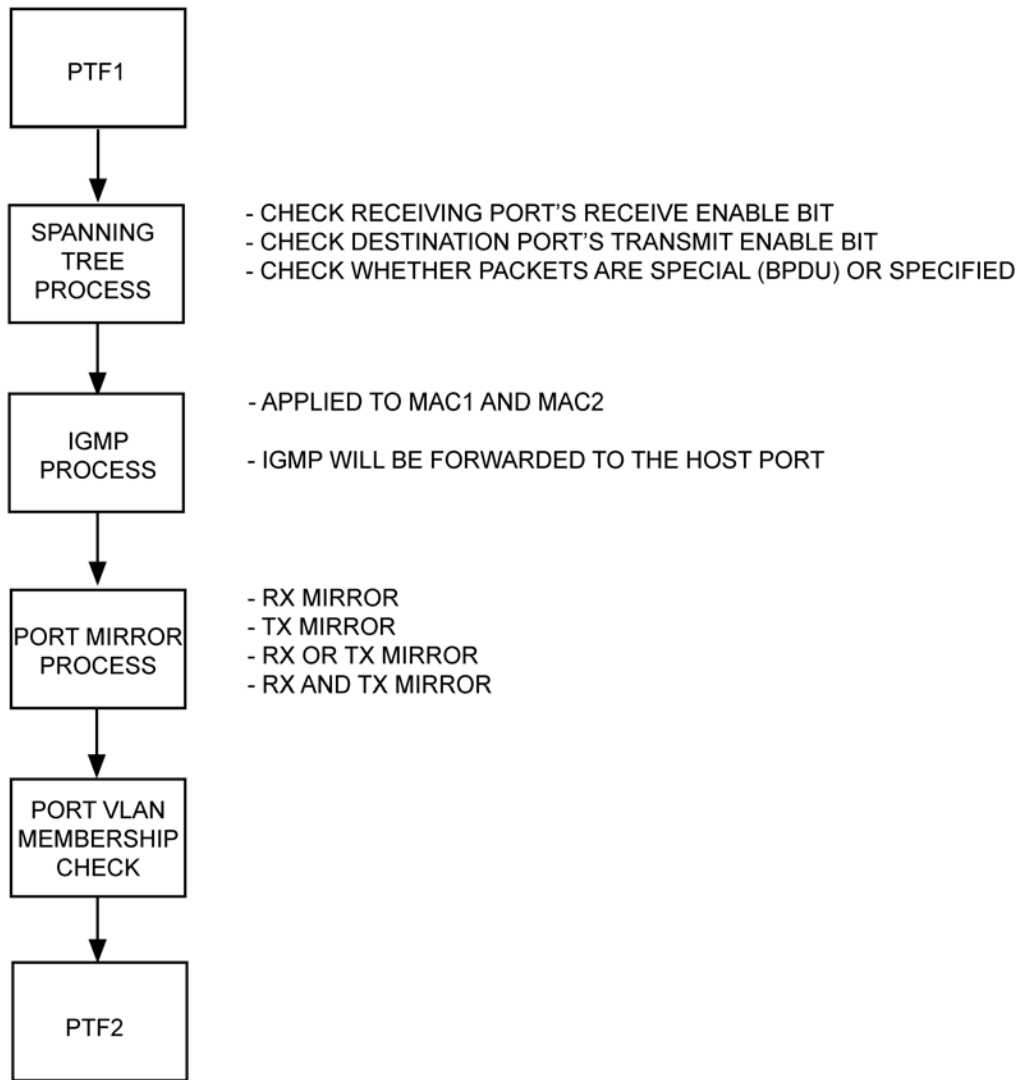 PTF1
SPANNING
TREE
PROCESS
- CHECK RECEIVING PORT'S RECEIVE ENABLE BIT
- CHECK DESTINATION PORT'S TRANSMIT ENABLE BIT
- CHECK WHETHER PACKETS ARE SPECIAL (BPDU) OR SPECIFIED
IGMP
PROCESS
- APPLIED TO MAC1 AND MAC2
- IGMP WILL BE FORWARDED TO THE HOST PORT
PORT MIRROR
PROCESS
- RX MIRROR
- TX MIRROR
- RX OR TX MIRROR
- RX AND TX MIRROR
PORT VLAN
MEMBERSHIP
CHECK
PTF2